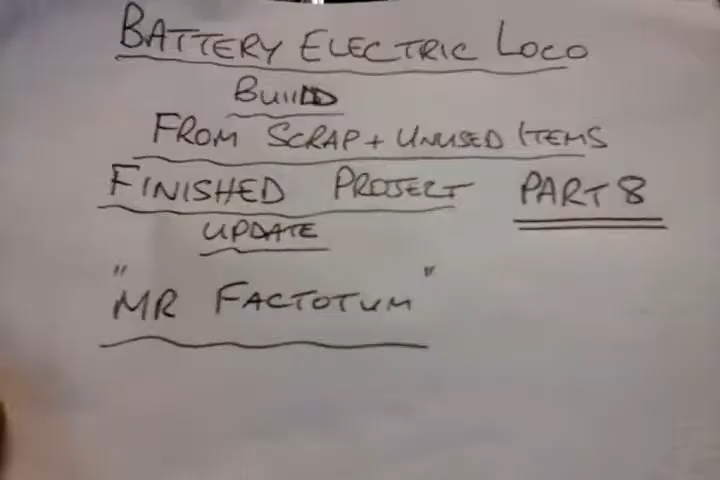 BATTERY ELECTRIC LOCO
BUILD
FROM SCRAP + UNUSED ITEMS
FINISHED PROJECT PART 8
UPDATE
"MR FACTOTUM"